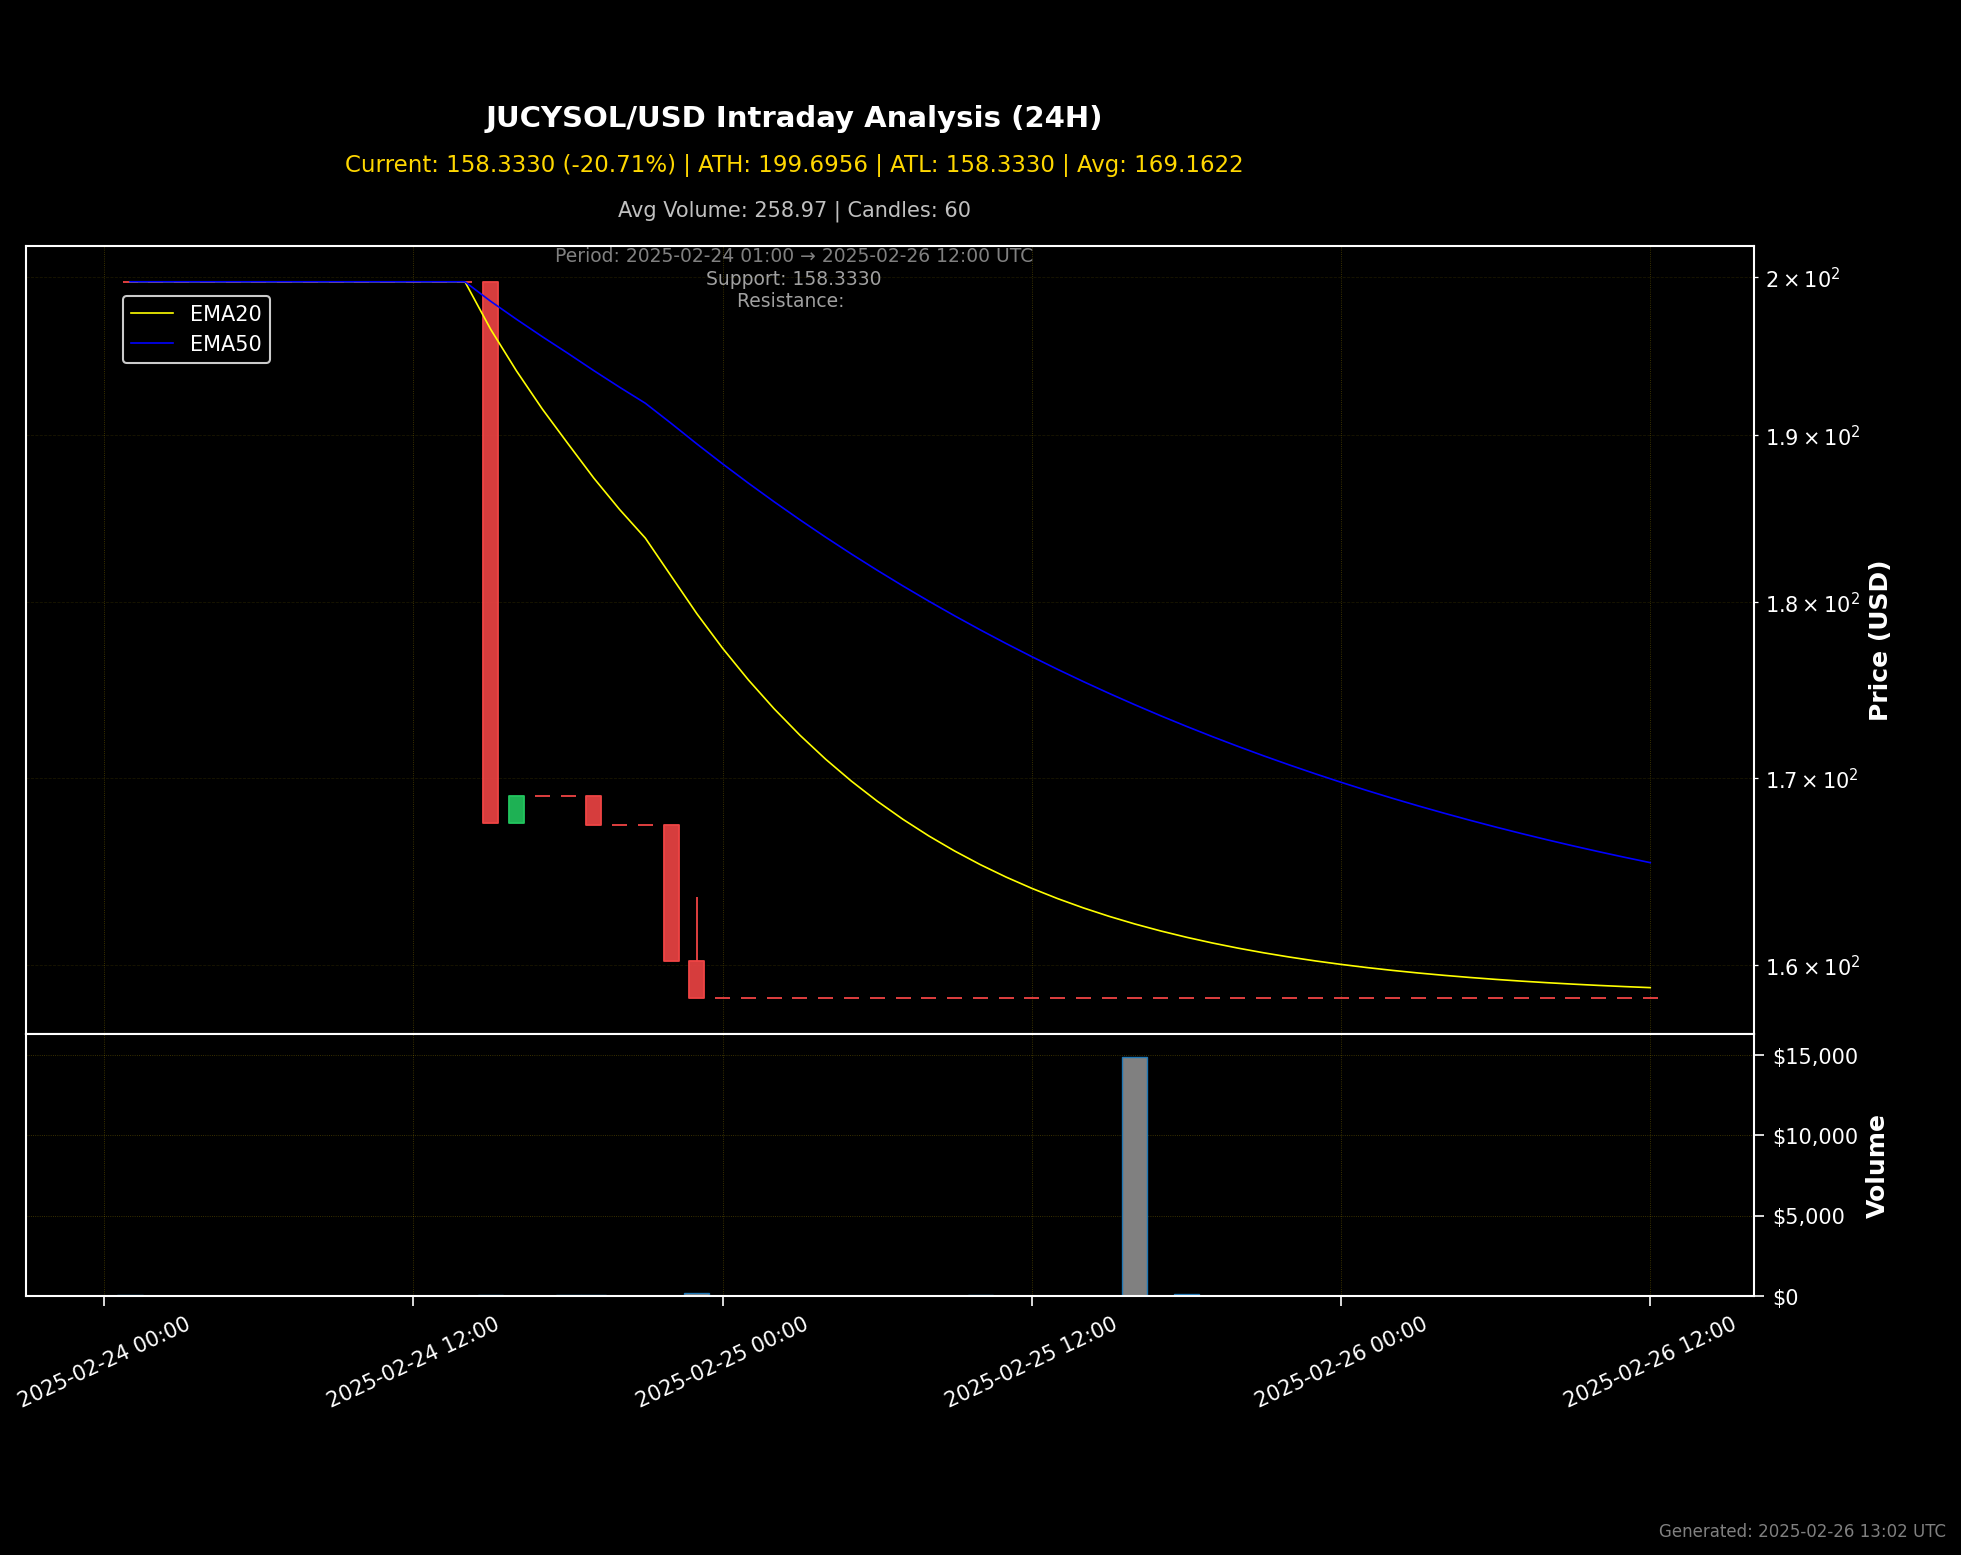 JUCYSOL/USD Intraday Analysis (24H)
Current: 158.3330 (-20.71%) | ATH: 199.6956 | ATL: 158.3330 | Avg: 169.1622
Avg Volume: 258.97 | Candles: 60
Period: 2025-02-24 01:00 → 2025-02-26 12:00 UTC
Support: 158.3330
Resistance:
EMA20
EMA50
2 × 10²
1.9 × 10²
1.8 × 10²
1.7 × 10²
1.6 × 10²
Price (USD)
$15,000
$10,000
$5,000
$0
Volume
2025-02-24 00:00
2025-02-24 12:00
2025-02-25 00:00
2025-02-25 12:00
2025-02-26 00:00
2025-02-26 12:00
Generated: 2025-02-26 13:02 UTC